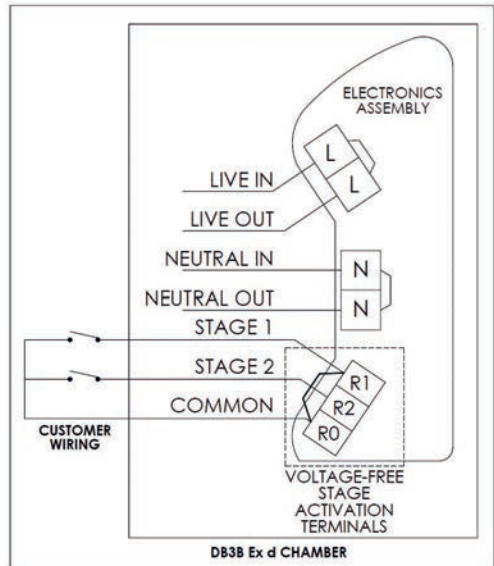 ELECTRONICS
ASSEMBLY
L
L
LIVE IN
LIVE OUT
NEUTRAL IN
N
NEUTRAL OUT
N
STAGE 1
STAGE 2
COMMON
R1
R2
R0
CUSTOMER
WIRING
VOLTAGE-FREE
STAGE
ACTIVATION
TERMINALS
DB3B Ex d CHAMBER